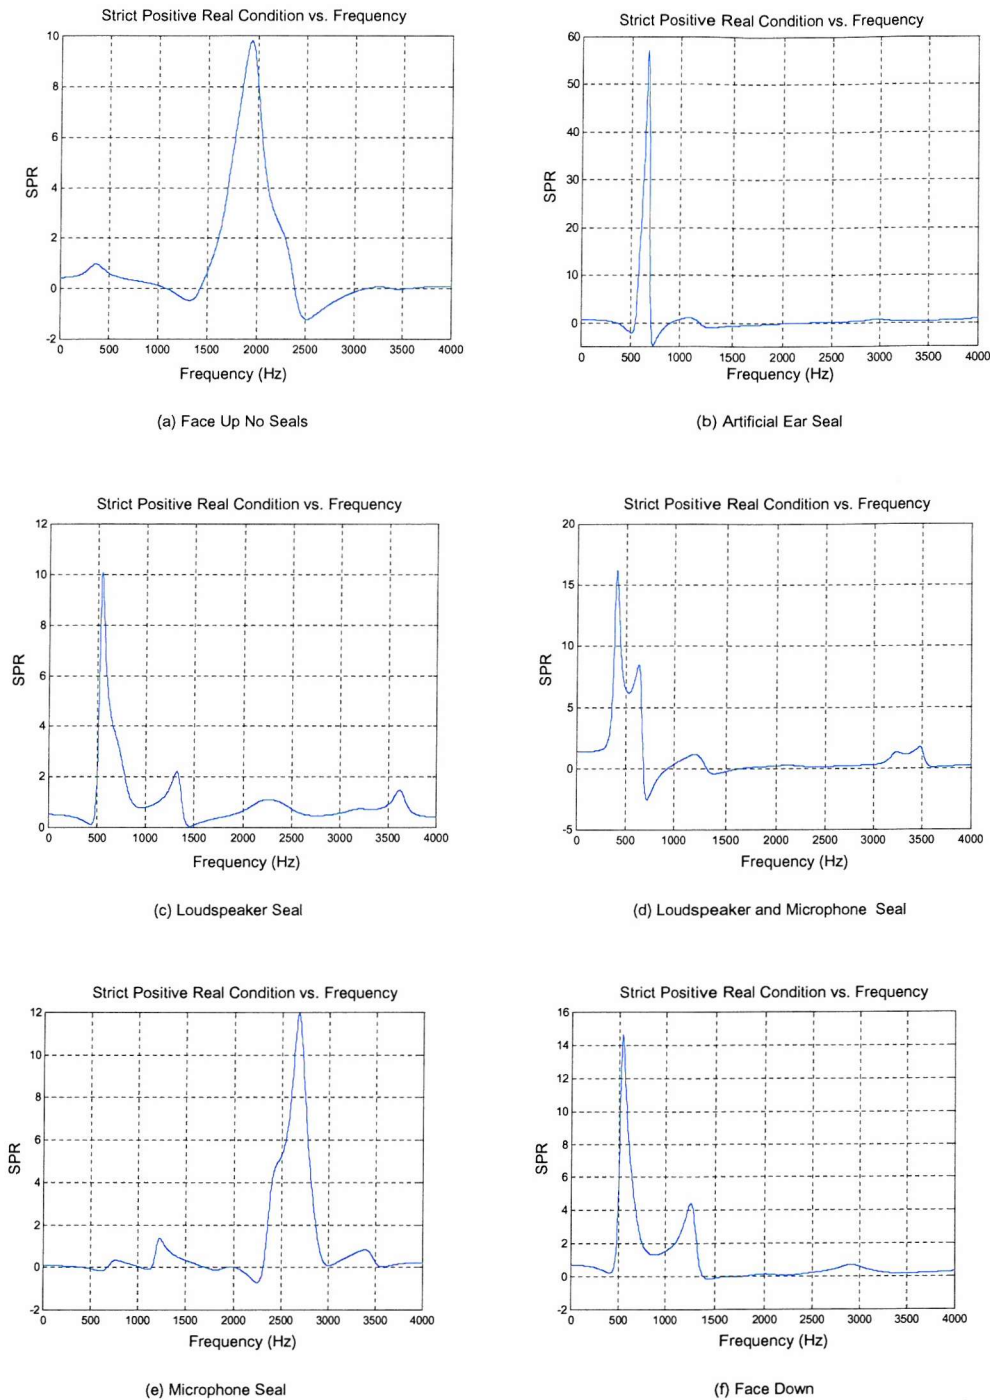 Strict Positive Real Condition vs. Frequency
10
8
6
4
2
0
-2
SPR
0 500 1000 1500 2000 2500 3000 3500 4000
Frequency (Hz)
(a) Face Up No Seals
Strict Positive Real Condition vs. Frequency
60
50
40
30
20
10
0
SPR
0 500 1000 1500 2000 2500 3000 3500 4000
Frequency (Hz)
(b) Artificial Ear Seal
Strict Positive Real Condition vs. Frequency
12
10
8
6
4
2
0
SPR
0 500 1000 1500 2000 2500 3000 3500 4000
Frequency (Hz)
(c) Loudspeaker Seal
Strict Positive Real Condition vs. Frequency
20
15
10
5
0
-5
SPR
0 500 1000 1500 2000 2500 3000 3500 4000
Frequency (Hz)
(d) Loudspeaker and Microphone Seal
Strict Positive Real Condition vs. Frequency
12
10
8
6
4
2
0
-2
SPR
0 500 1000 1500 2000 2500 3000 3500 4000
Frequency (Hz)
(e) Microphone Seal
Strict Positive Real Condition vs. Frequency
16
14
12
10
8
6
4
2
0
-2
SPR
0 500 1000 1500 2000 2500 3000 3500 4000
Frequency (Hz)
(f) Face Down